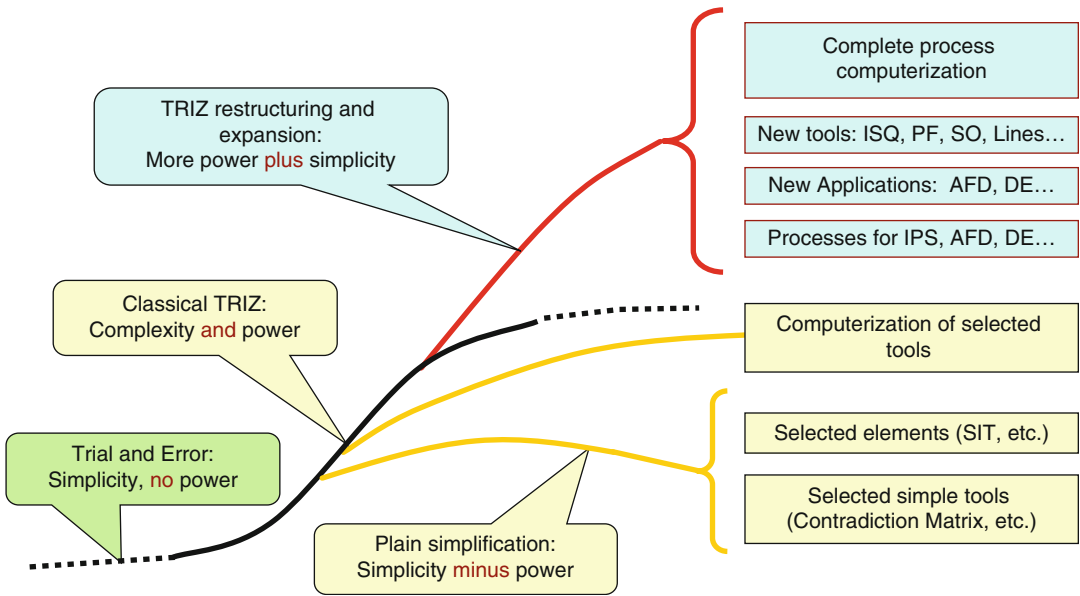 TRIZ restructuring and
expansion:
More power plus simplicity
Classical TRIZ:
Complexity and power
Trial and Error:
Simplicity, no power
Plain simplification:
Simplicity minus power
Complete process
computerization
New tools: ISQ, PF, SO, Lines…
New Applications: AFD, DE…
Processes for IPS, AFD, DE…
Computerization of selected
tools
Selected elements (SIT, etc.)
Selected simple tools
(Contradiction Matrix, etc.)